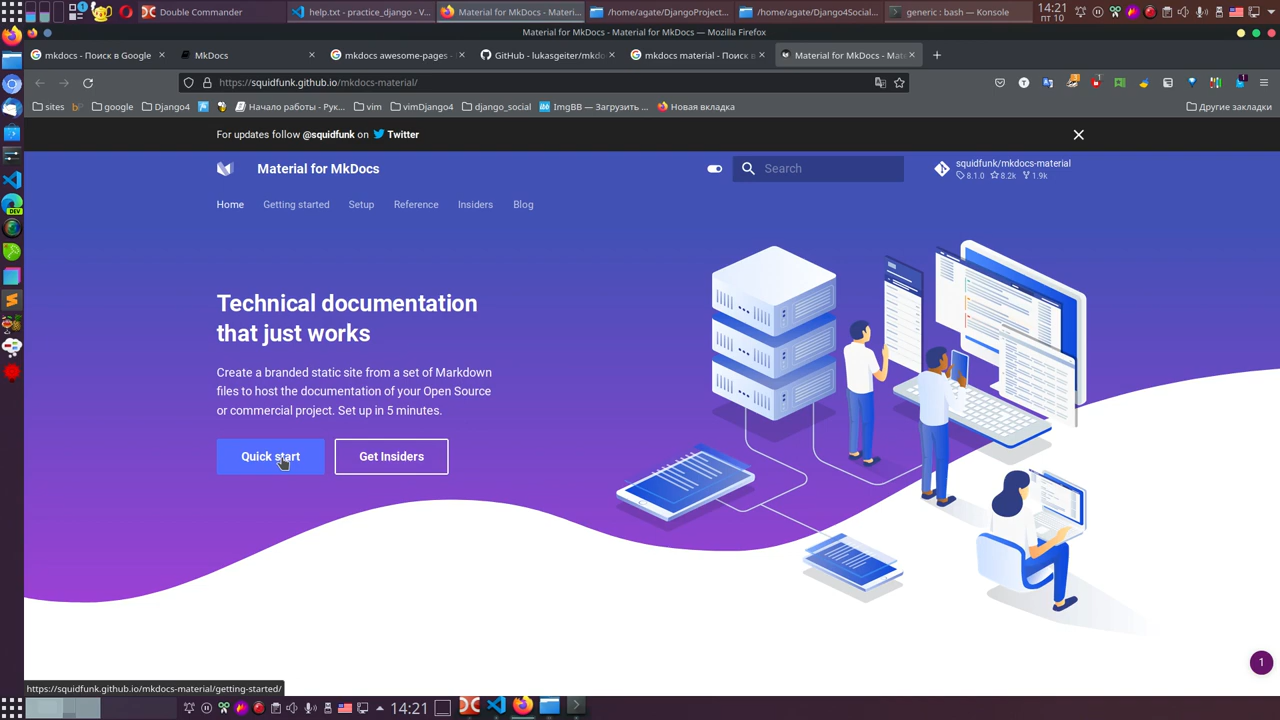 Double Commander
help.txt - practice_django - V...
Material for MkDocs - Materi...
/home/agate/DjangoProject...
/home/agate/Django4Social...
generic : bash — Konsole
14:21
пт 10
Material for MkDocs - Material for MkDocs — Mozilla Firefox
mkdocs - Поиск в Google
MkDocs
mkdocs awesome-pages -
GitHub - lukasgeiter/mkdo
mkdocs material - Поиск в
Material for MkDocs - Mate
https://squidfunk.github.io/mkdocs-material/
sites
google
Django4
Начало работы - Рук...
vim
vimDjango4
django_social
ImgBB — Загрузить ...
Новая вкладка
Другие закладки
For updates follow @squidfunk on Twitter
Material for MkDocs
Search
squidfunk/mkdocs-material
8.1.0 8.2k 1.9k
Home Getting started Setup Reference Insiders Blog
Technical documentation
that just works
Create a branded static site from a set of Markdown
files to host the documentation of your Open Source
or commercial project. Set up in 5 minutes.
Quick start
Get Insiders
1
https://squidfunk.github.io/mkdocs-material/getting-started/
14:21